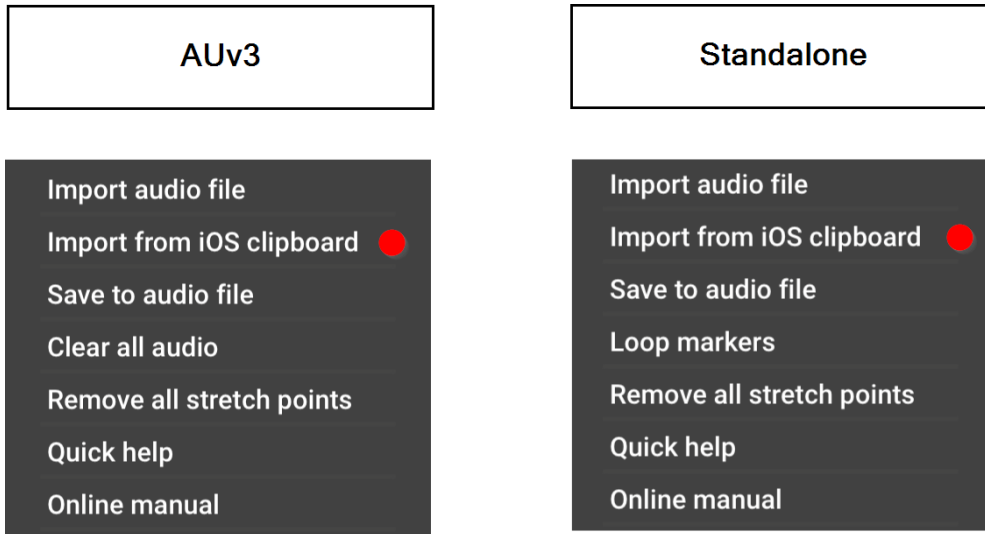 AUv3
Import audio file
Import from iOS clipboard
Save to audio file
Clear all audio
Remove all stretch points
Quick help
Online manual
Standalone
Import audio file
Import from iOS clipboard
Save to audio file
Loop markers
Remove all stretch points
Quick help
Online manual